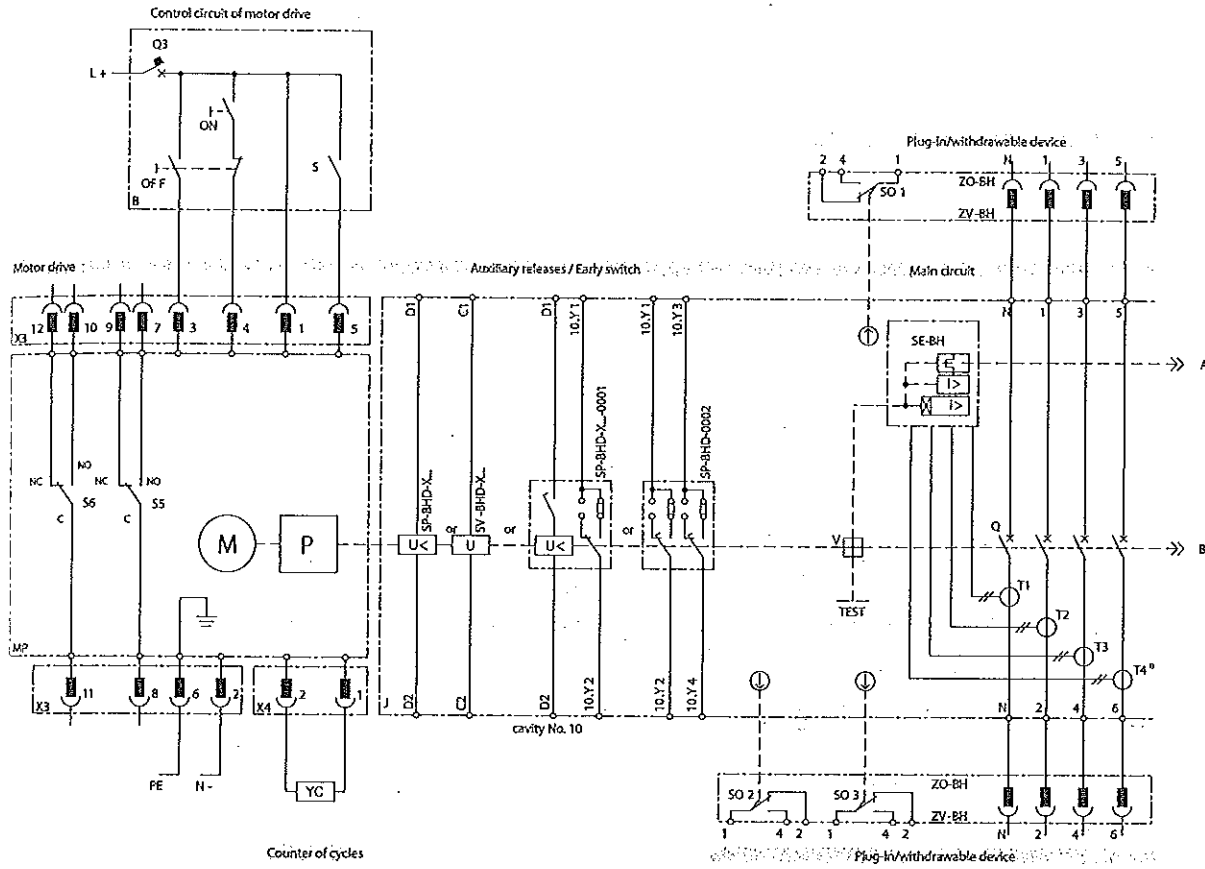 Control circuit of motor drive
Q3
L+
ON
OFF
S
B
Plug-In/withdrawable device
2 4 1 N 1 3 5
SO 1
ZO-BH
ZV-BH
Motor drive
Auxiliary releases / Early switch
Main circuit
X3
12 10 9 7 3 4 1 5
D1 C1 D1 10.Y1 10.Y1 10.Y3
N 1 3 5
SE-BH
A
I>
I>
SP-BHD-X...
SV-BHD-X...
SP-BHD-X...-0001
SP-BHD-0002
NC NO S6 NC NO S5
C C
M P
U< or U or U< or
V
Q
B
TEST
T1
T2
T3
T4*
MP
X3
11 8 6 2
X4
2 1
J
D2 C2 D2 10.Y2 10.Y2 10.Y4
N 2 4 6
cavity No. 10
PE N-
YC
SO 2 SO 3
ZO-BH
ZV-BH
1 4 2 1 4 2 N 2 4 6
Counter of cycles
Plug-In/withdrawable device